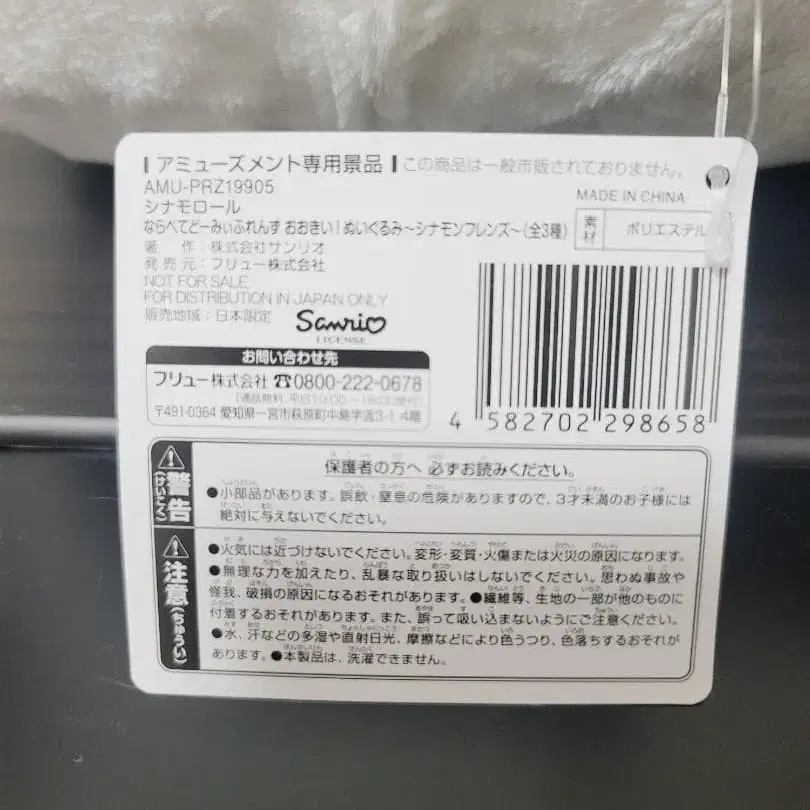 アミューズメント専用景品 この商品は一般市販されておりません。
AMU-PRZ19905
MADE IN CHINA
シナモロール
ならべてどーみぃふれんず おおきい!ぬいぐるみ~シナモンフレンズ~(全3種)
素材 ポリエステル
著 作:株式会社サンリオ
発売元:フリュー株式会社
NOT FOR SALE
FOR DISTRIBUTION IN JAPAN ONLY
販売地域:日本限定
Sanrio
LICENSE
お問い合わせ先
フリュー株式会社 ☎0800-222-0678
〒491-0364 愛知県一宮市萩原町中島字流3-1 4階
4 582702 298658
警告
(けいこく)
保護者の方へ 必ずお読みください。
●小部品があります。誤飲・窒息の危険がありますので、3才未満のお子様には
絶対に与えないでください。
注意
(ちゅうい)
●火気には近づけないでください。変形・変質・火傷または火災の原因になります。
●無理な力を加えたり、乱暴な取り扱いはしないでください。思わぬ事故や
怪我、破損の原因になるおそれがあります。●繊維等、生地の一部が他のものに
付着するおそれがあります。また、誤って吸い込まないようにご注意ください。
●水、汗などの多湿や直射日光、摩擦などにより色うつり、色落ちするおそれが
あります。●本製品は、洗濯できません。